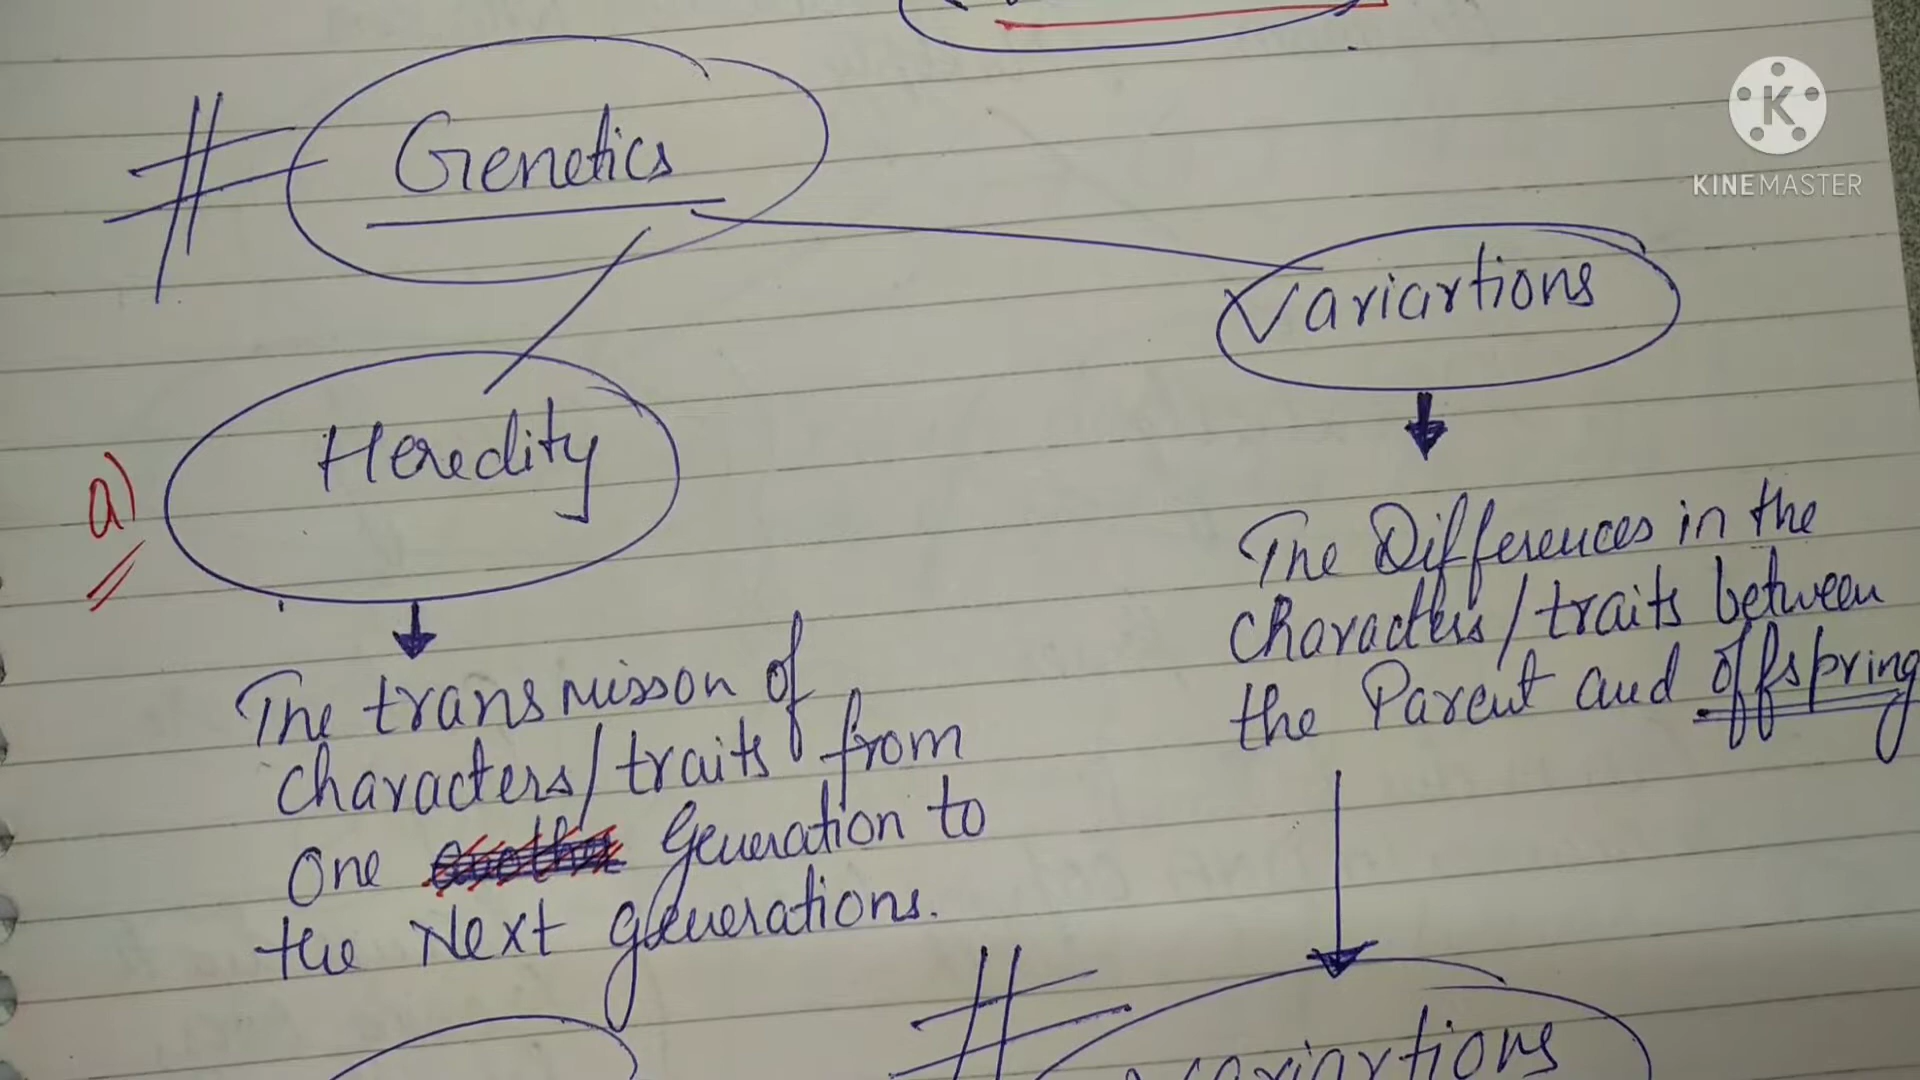 # Genetics
K
KINEMASTER
Variartions
a) Heredity
The Differences in the
characters/traits between
the Parent and offspring
The transmisson of
characters/traits from
One generation to
the Next generations.
# variartions